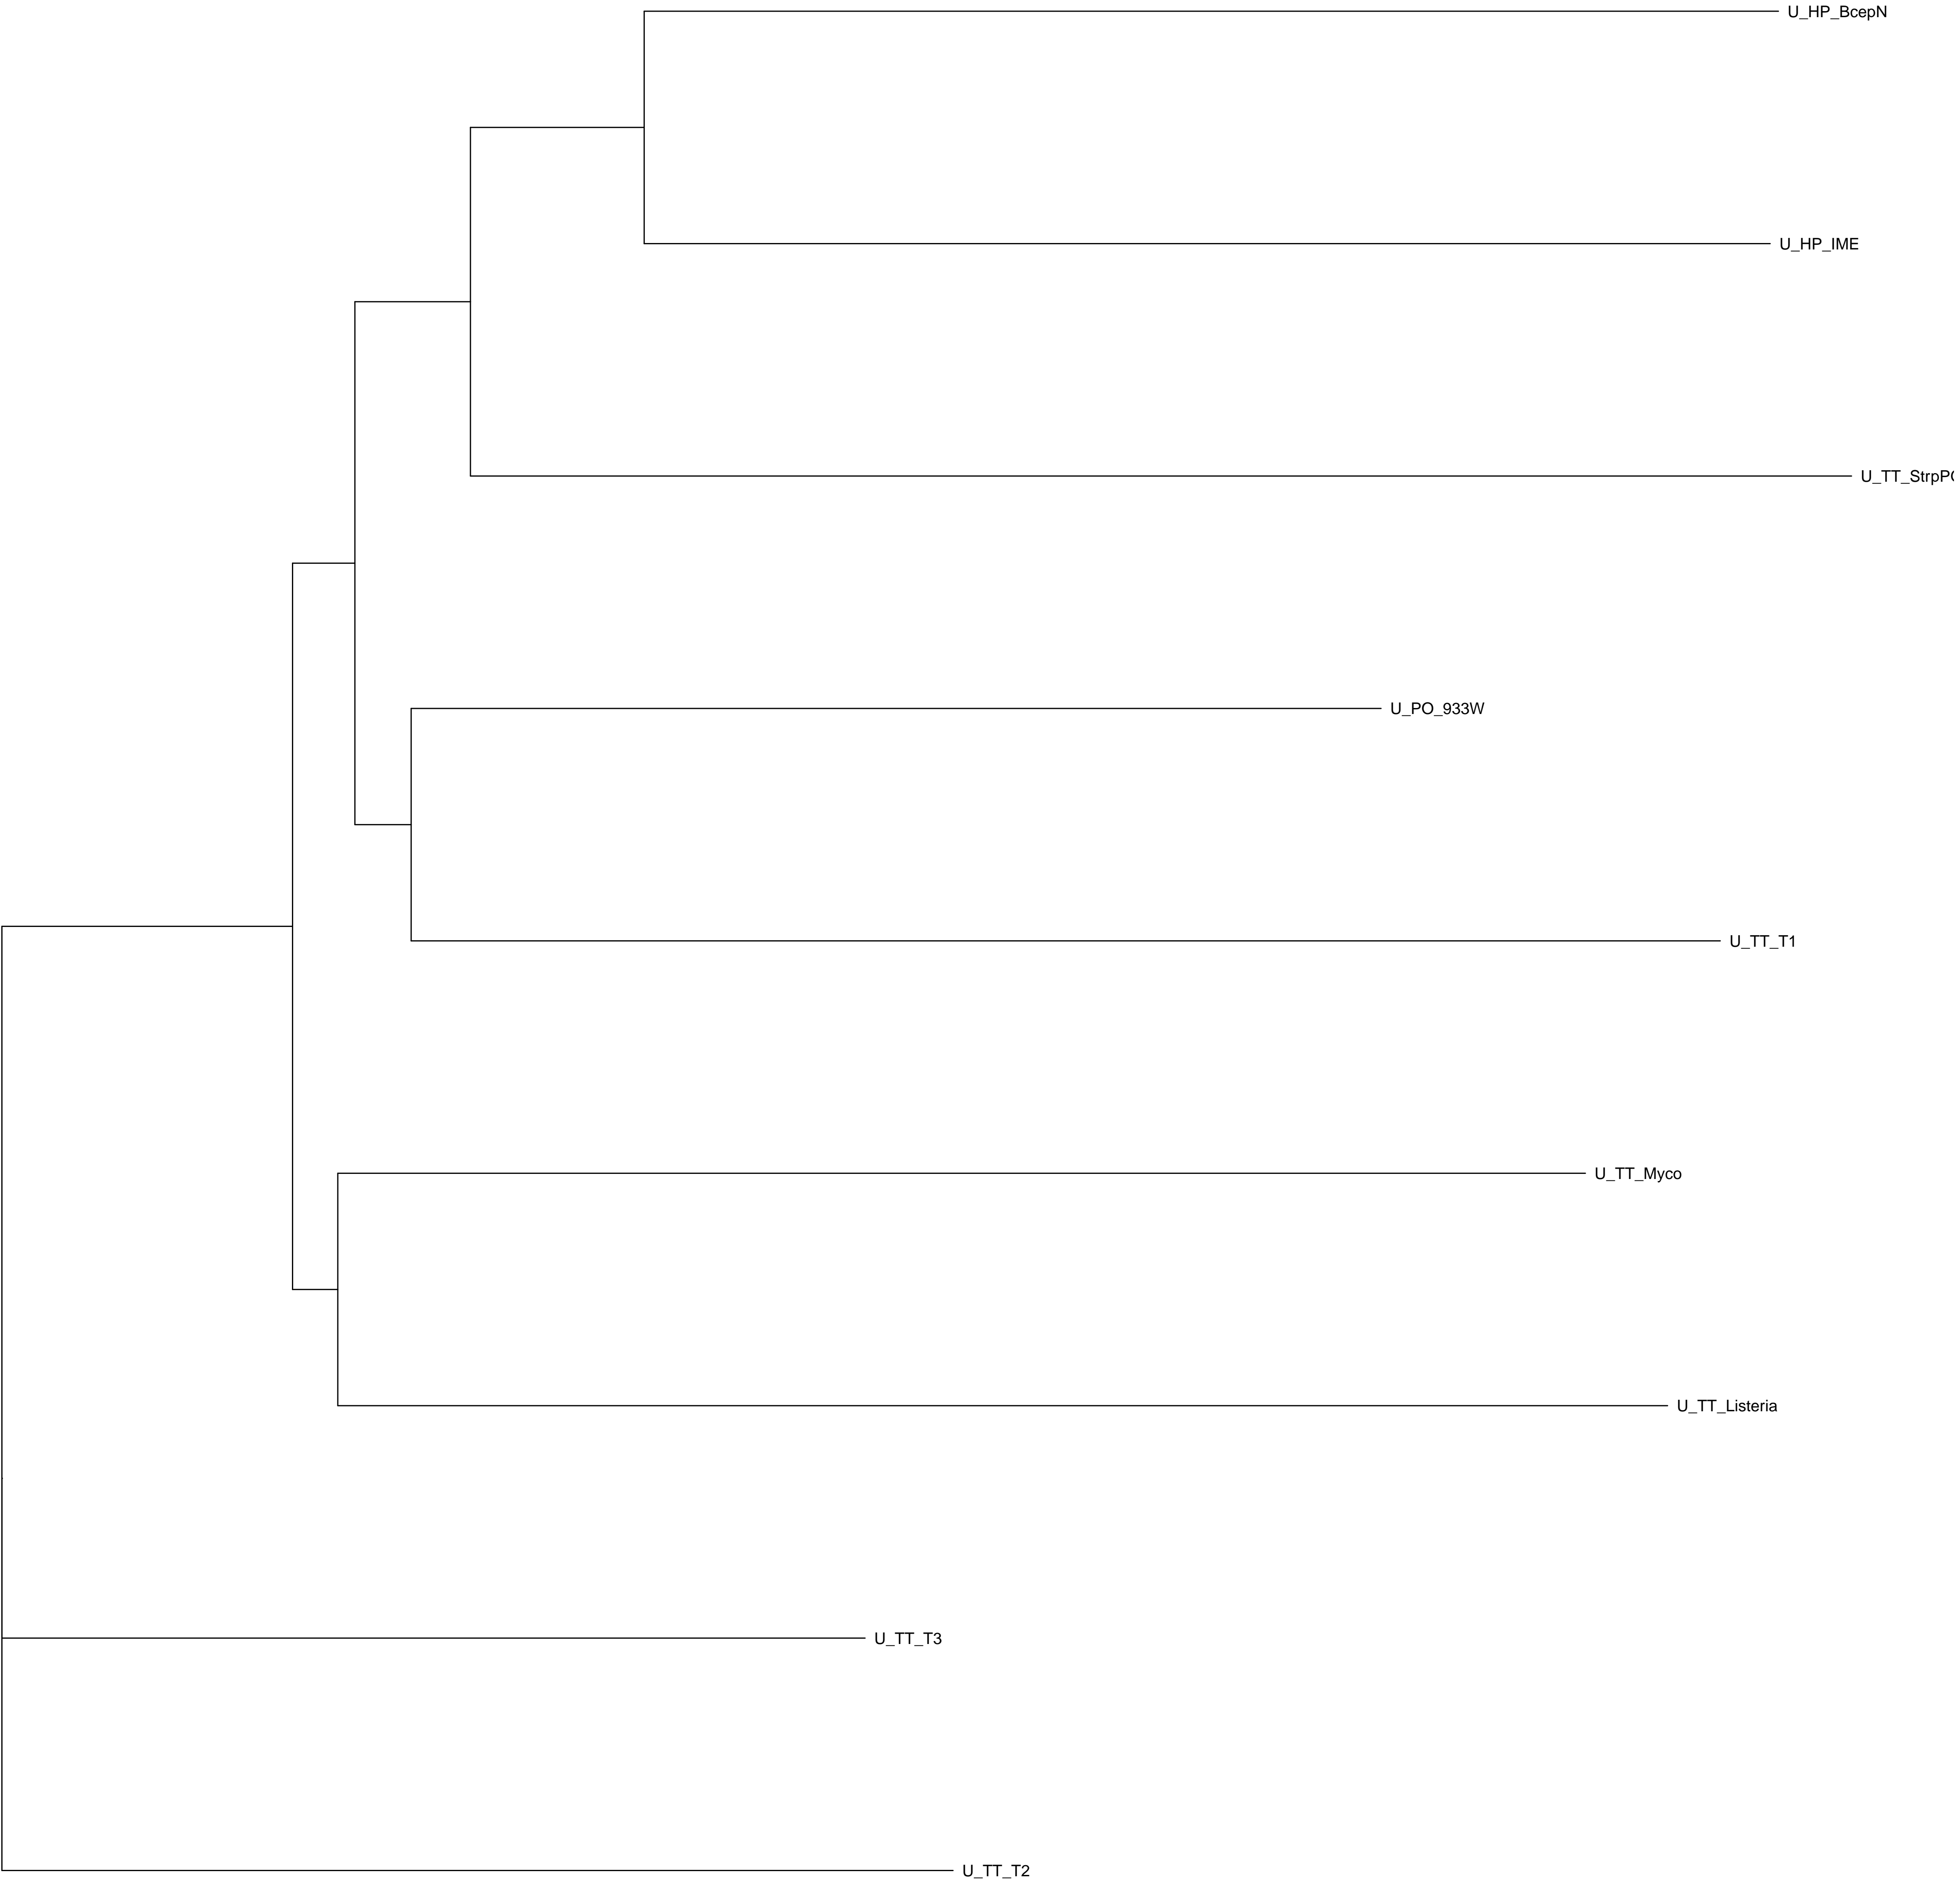 U_HP_BcepN
U_HP_IME
U_PO_933W
U_TT_T1
U_TT_Myco
U_TT_Listeria
U_TT_T3
U_TT_T2